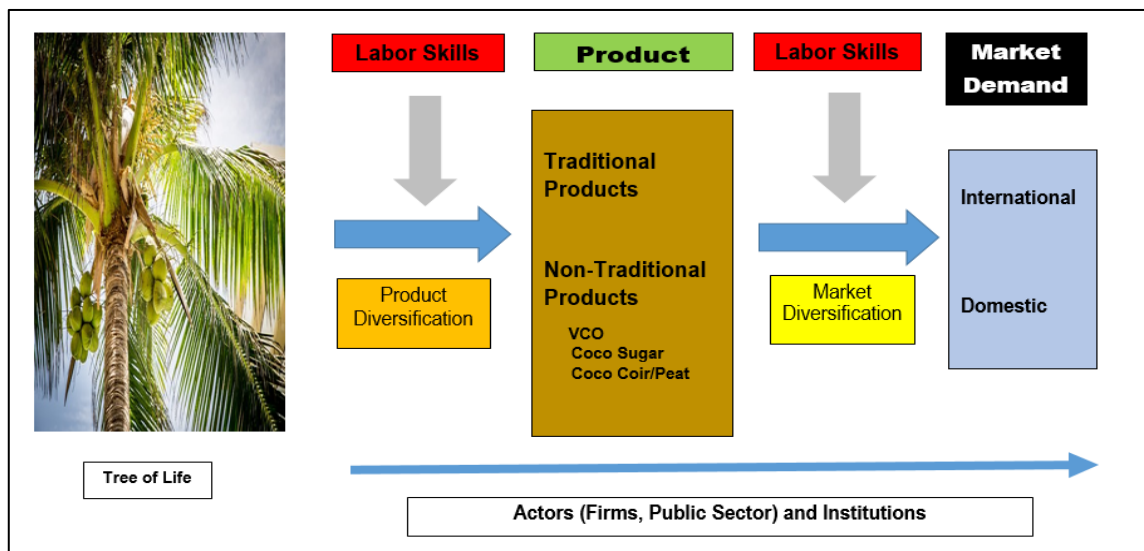 Labor Skills
Product
Labor Skills
Market
Demand
Traditional
Products
International
Non-Traditional
Products
Product
Diversification
Market
Diversification
Domestic
VCO
Coco Sugar
Coco Coir/Peat
Tree of Life
Actors (Firms, Public Sector) and Institutions